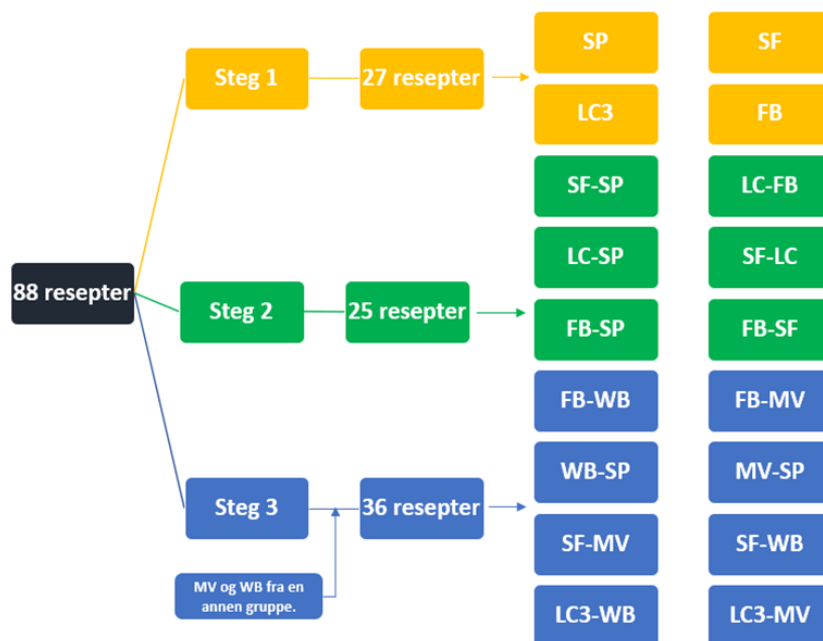 SP
SF
Steg 1
27 resepter
LC3
FB
SF-SP
LC-FB
LC-SP
SF-LC
88 resepter
Steg 2
25 resepter
FB-SP
FB-SF
FB-WB
FB-MV
WB-SP
MV-SP
Steg 3
36 resepter
SF-MV
SF-WB
MV og WB fra en
annen gruppe.
LC3-WB
LC3-MV